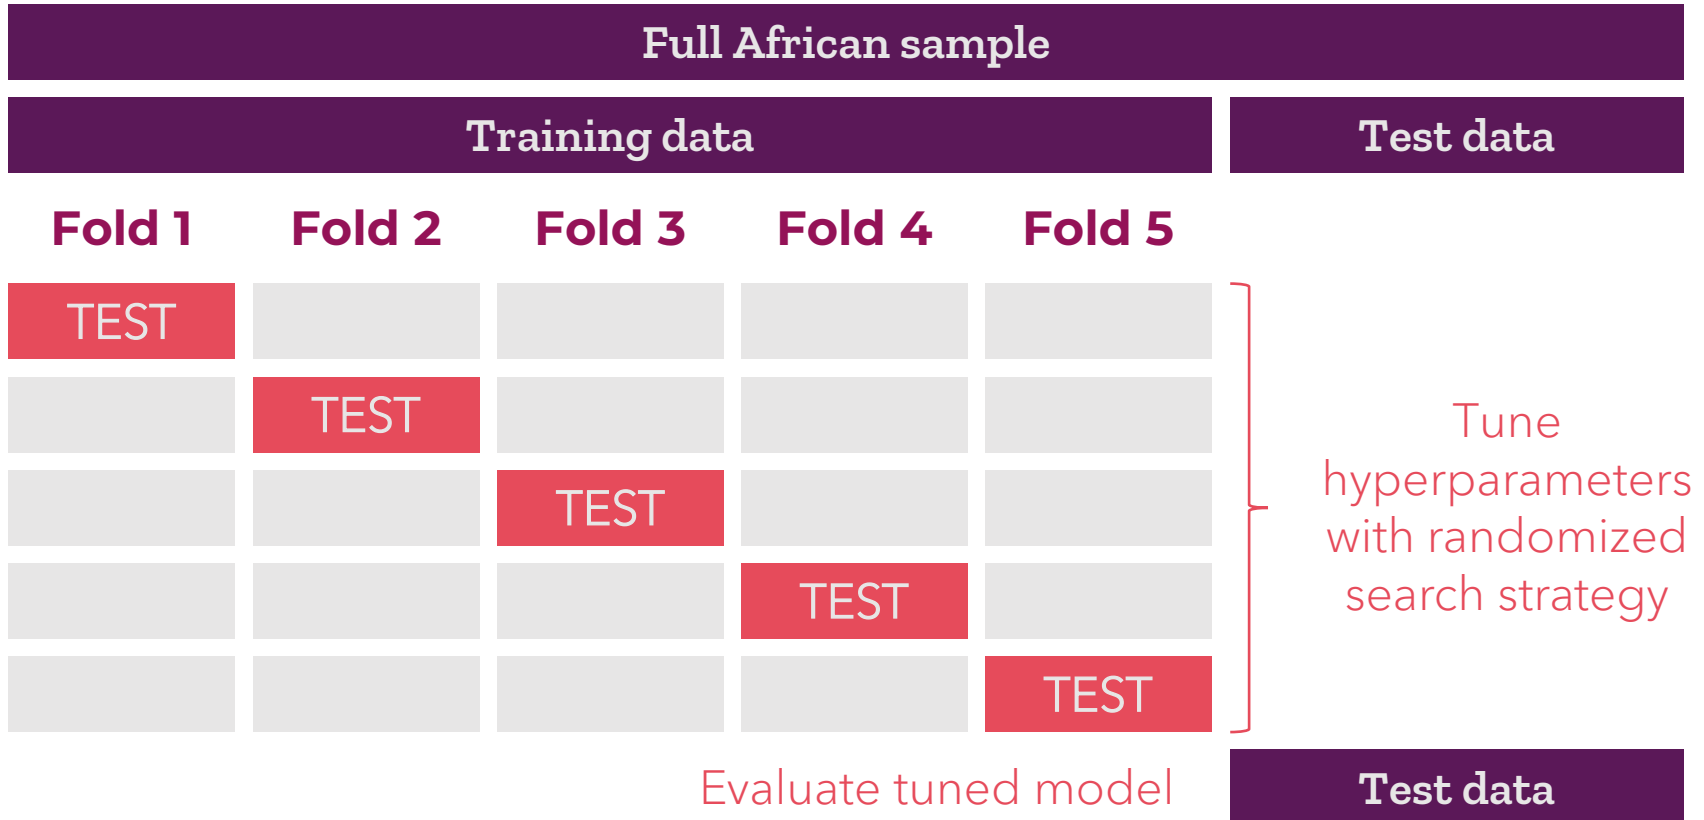 Full African sample
Training data
Test data
Fold 1
Fold 2
Fold 3
Fold 4
Fold 5
TEST
TEST
TEST
TEST
TEST
Tune
hyperparameters
with randomized
search strategy
Evaluate tuned model
Test data